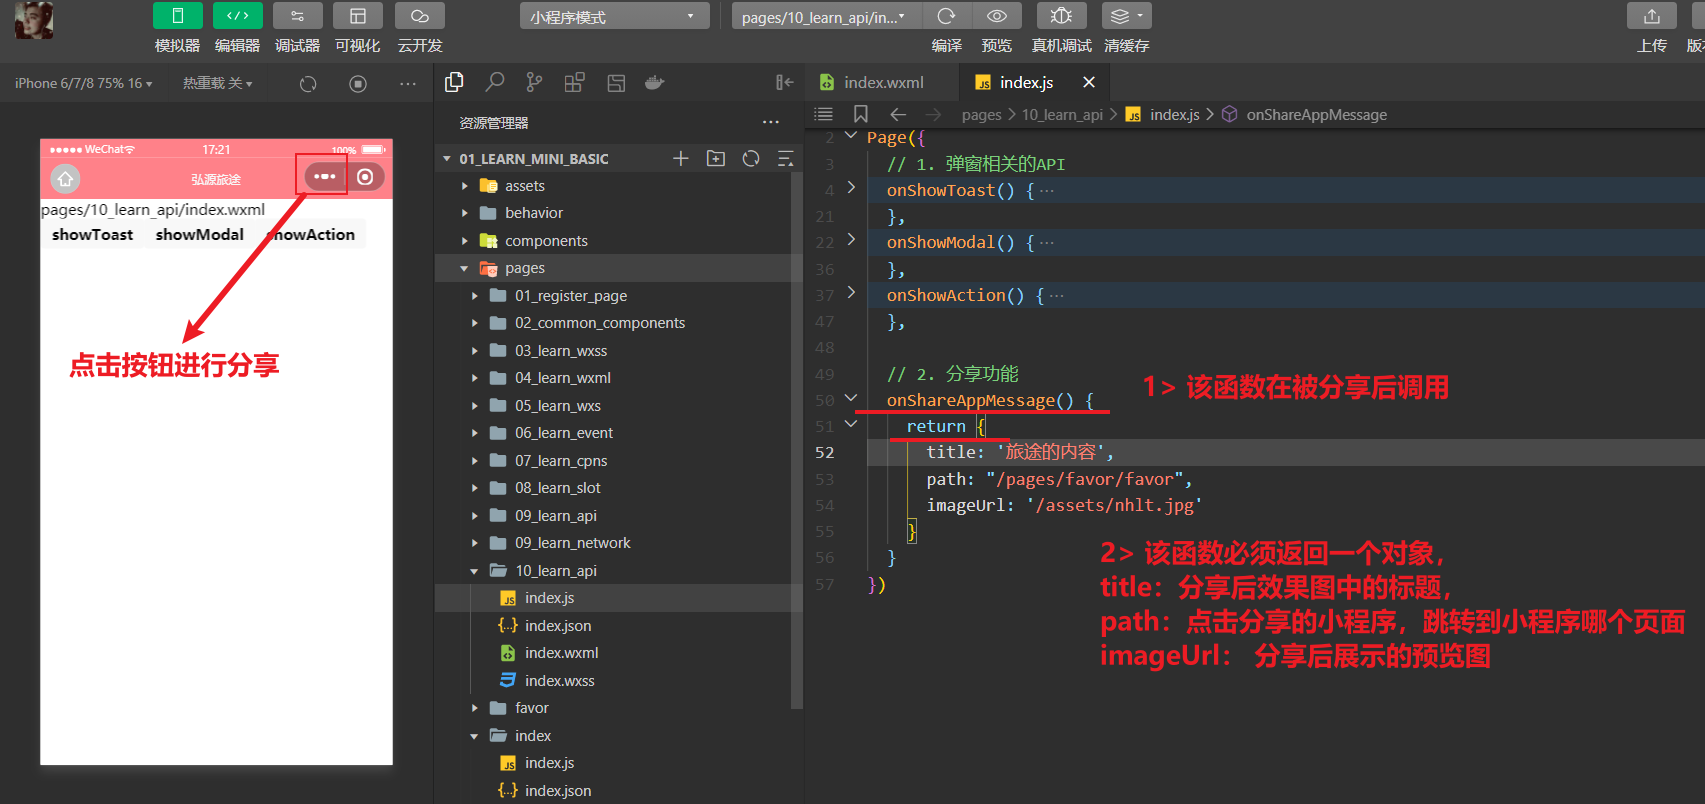 模拟器
编辑器
调试器
可视化
云开发
小程序模式
pages/10_learn_api/in...
编译
预览
真机调试
清缓存
上传
版本
iPhone 6/7/8 75% 16
热重载 关
WeChat
17:21
100%
弘源旅途
pages/10_learn_api/index.wxml
showToast
showModal
showAction
点击按钮进行分享
资源管理器
01_LEARN_MINI_BASIC
assets
behavior
components
pages
01_register_page
02_common_components
03_learn_wxss
04_learn_wxml
05_learn_wxs
06_learn_event
07_learn_cpns
08_learn_slot
09_learn_api
09_learn_network
10_learn_api
JS index.js
{..} index.json
index.wxml
index.wxss
favor
index
JS index.js
{..} index.json
index.wxml
JS index.js
pages > 10_learn_api > JS index.js > onShareAppMessage
2 Page({
3 // 1. 弹窗相关的API
4 onShowToast() { ···
21 },
22 onShowModal() { ···
36 },
37 onShowAction() { ···
47 },
48
49 // 2. 分享功能
50 onShareAppMessage() {
51 return {
52 title: '旅途的内容',
53 path: "/pages/favor/favor",
54 imageUrl: '/assets/nhlt.jpg'
55 }
56 }
57 })
1> 该函数在被分享后调用
2> 该函数必须返回一个对象，
title：分享后效果图中的标题，
path：点击分享的小程序，跳转到小程序哪个页面
imageUrl： 分享后展示的预览图